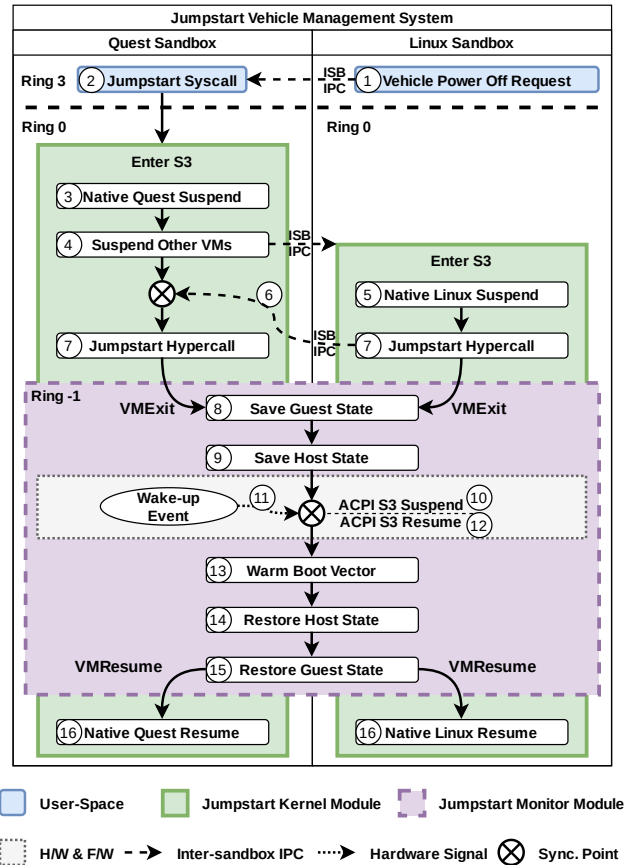 Jumpstart Vehicle Management System
Quest Sandbox
Linux Sandbox
Ring 3
2 Jumpstart Syscall
ISB
IPC
1 Vehicle Power Off Request
Ring 0
Ring 0
Enter S3
3 Native Quest Suspend
4 Suspend Other VMs
ISB
IPC
Enter S3
6
5 Native Linux Suspend
7 Jumpstart Hypercall
ISB
IPC
7 Jumpstart Hypercall
Ring -1
VMExit
8 Save Guest State
VMExit
9 Save Host State
Wake-up
Event
11
ACPI S3 Suspend 10
ACPI S3 Resume 12
13 Warm Boot Vector
14 Restore Host State
VMResume
15 Restore Guest State
VMResume
16 Native Quest Resume
16 Native Linux Resume
User-Space
Jumpstart Kernel Module
Jumpstart Monitor Module
H/W & F/W
Inter-sandbox IPC
Hardware Signal
Sync. Point